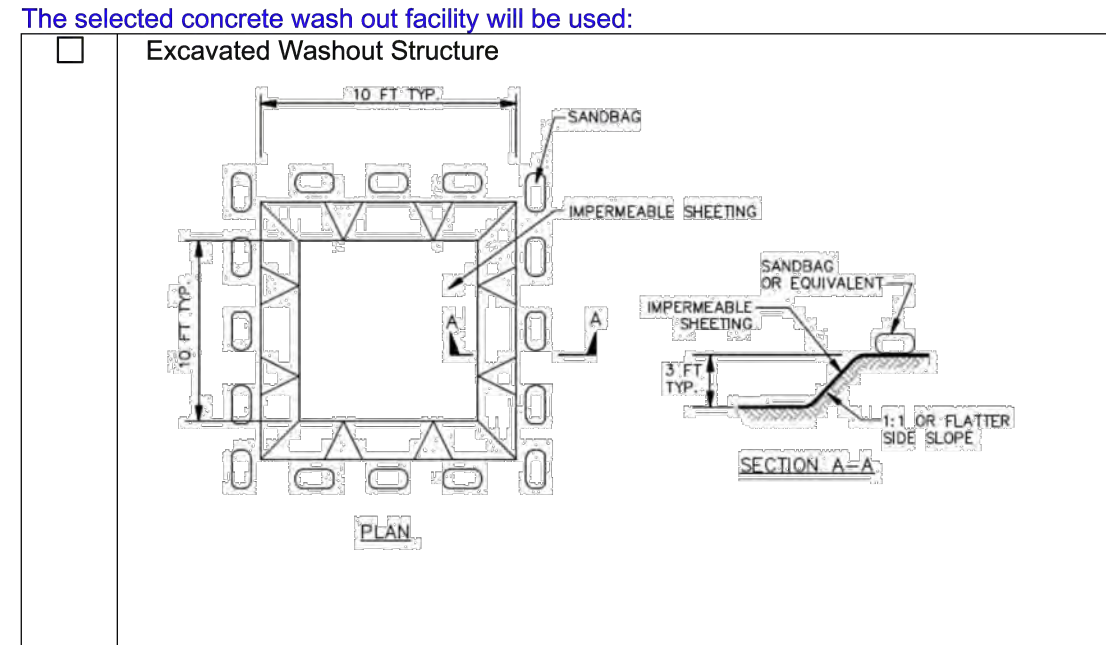 The selected concrete wash out facility will be used:
Excavated Washout Structure
10 FT TYP.
SANDBAG
IMPERMEABLE SHEETING
10 FT TYP.
A
A
PLAN
SANDBAG
OR EQUIVALENT
IMPERMEABLE
SHEETING
3 FT
TYP.
1:1 OR FLATTER
SIDE SLOPE
SECTION A-A